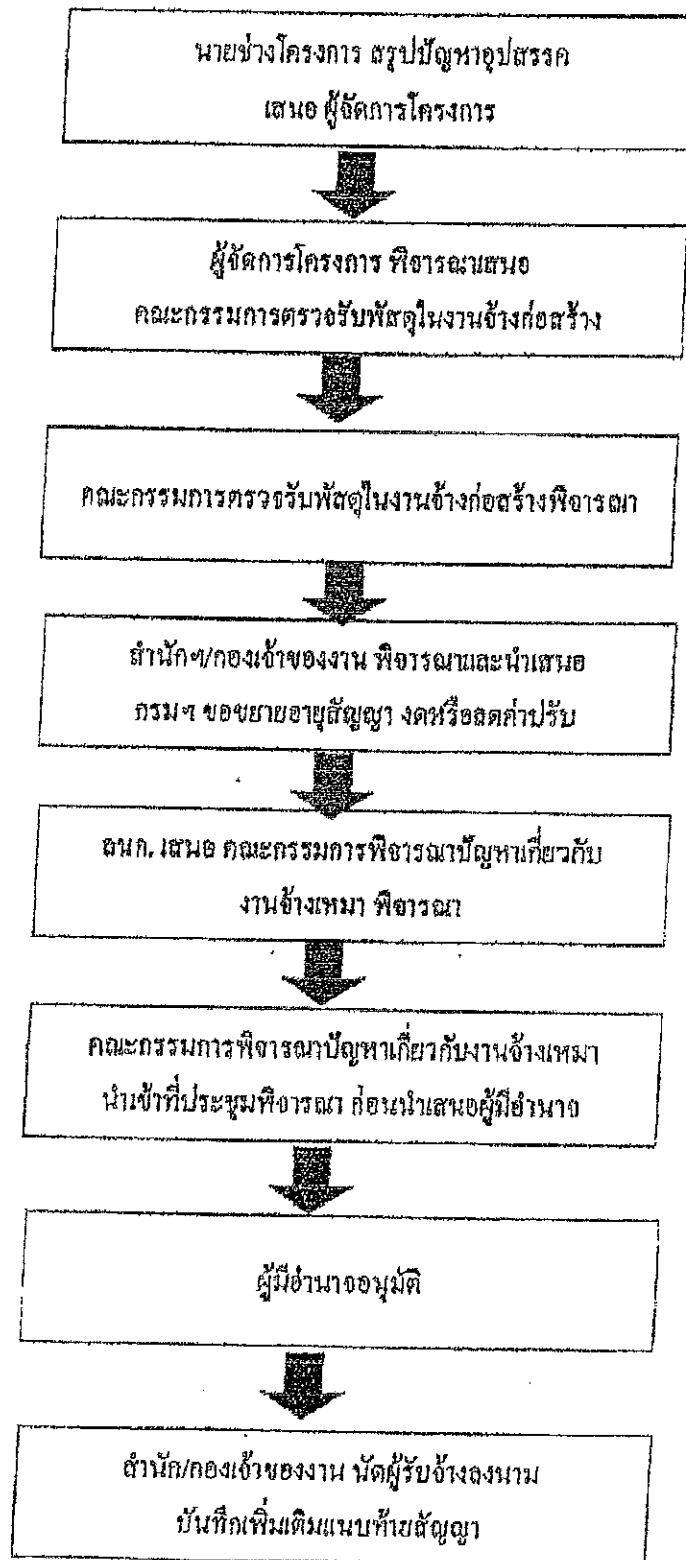 นายช่างโครงการ สรุปปัญหาอุปสรรค
เสนอ ผู้จัดการโครงการ
ผู้จัดการโครงการ พิจารณาเสนอ
คณะกรรมการตรวจรับพัสดุในงานจ้างก่อสร้าง
คณะกรรมการตรวจรับพัสดุในงานจ้างก่อสร้างพิจารณา
สำนักฯ/กองเจ้าของงาน พิจารณาและนำเสนอ
กรมฯ ขอขยายอายุสัญญา งดหรือลดค่าปรับ
เสนอ คณะกรรมการพิจารณาปัญหาเกี่ยวกับ
งานจ้างเหมา พิจารณา
คณะกรรมการพิจารณาปัญหาเกี่ยวกับงานจ้างเหมา
นำเข้าที่ประชุมพิจารณา ก่อนนำเสนอผู้มีอำนาจ
ผู้มีอำนาจอนุมัติ
สำนัก/กองเจ้าของงาน นัดผู้รับจ้างลงนาม
บันทึกเพิ่มเติมแนบท้ายสัญญา